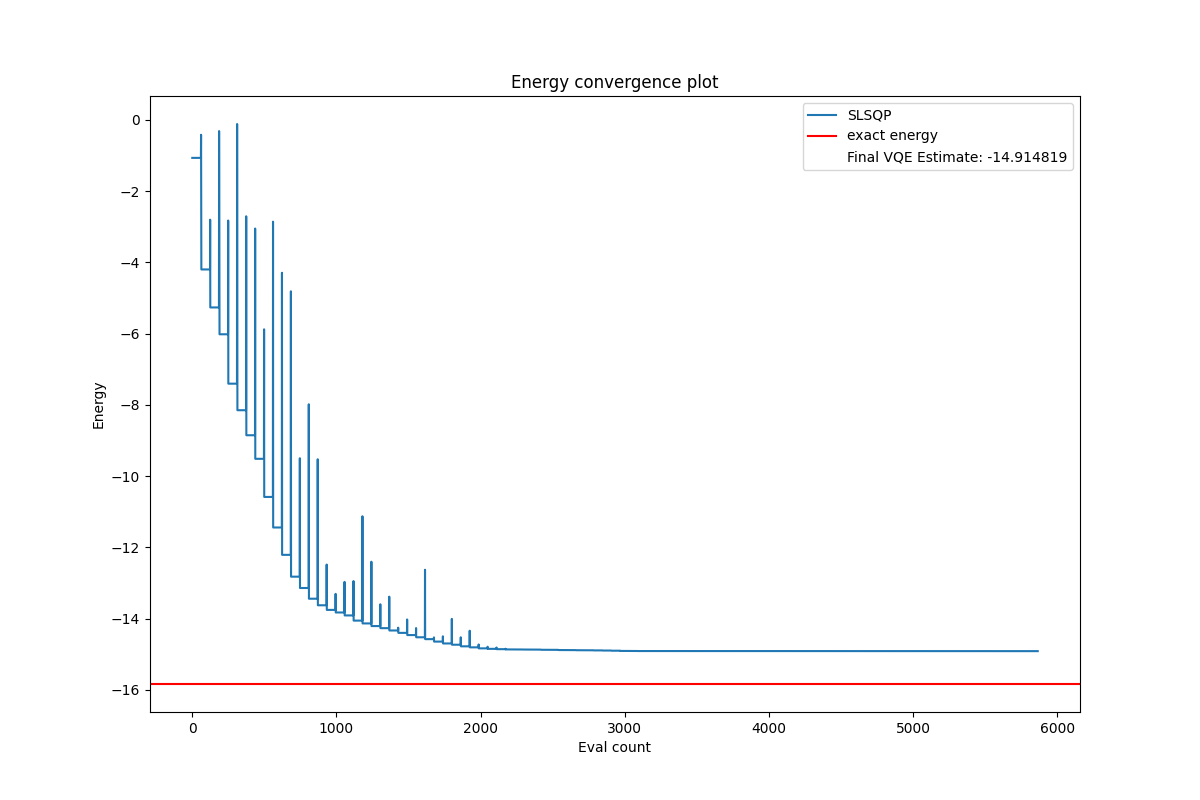 Energy convergence plot
SLSQP
exact energy
Final VQE Estimate: -14.914819
0
−2
−4
−6
−8
−10
−12
−14
−16
Energy
0 1000 2000 3000 4000 5000 6000
Eval count